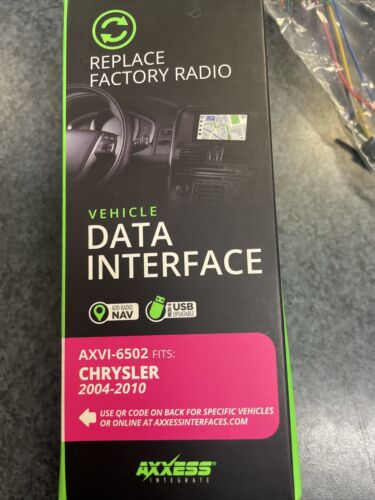 REPLACE
FACTORY RADIO
VEHICLE
DATA
INTERFACE
ADD RADIO
NAV
MICRO-B
USB
UPDATABLE
AXVI-6502 FITS:
CHRYSLER
2004-2010
USE QR CODE ON BACK FOR SPECIFIC VEHICLES
OR ONLINE AT AXXESSINTERFACES.COM
AXXESS
INTEGRATE